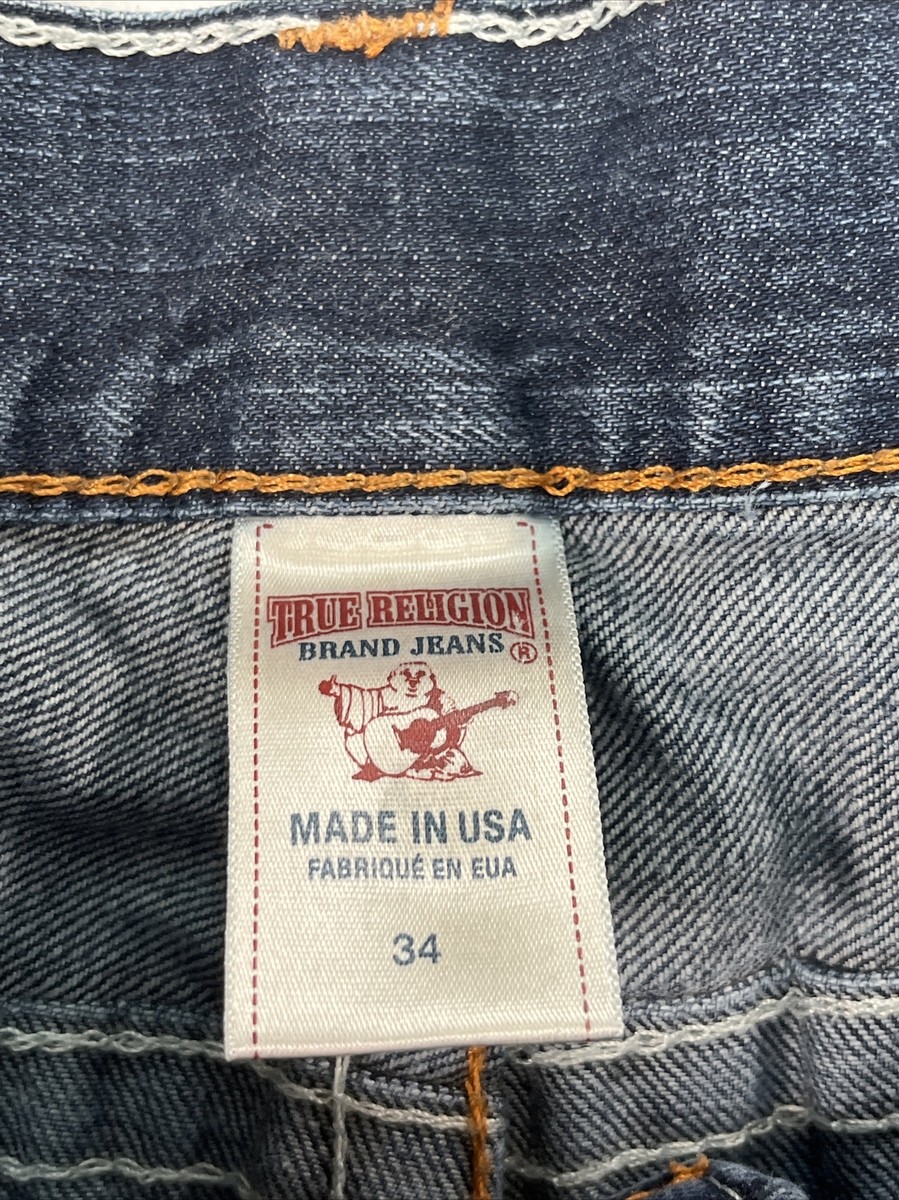 TRUE RELIGION
BRAND JEANS ®
MADE IN USA
FABRIQUÉ EN EUA
34